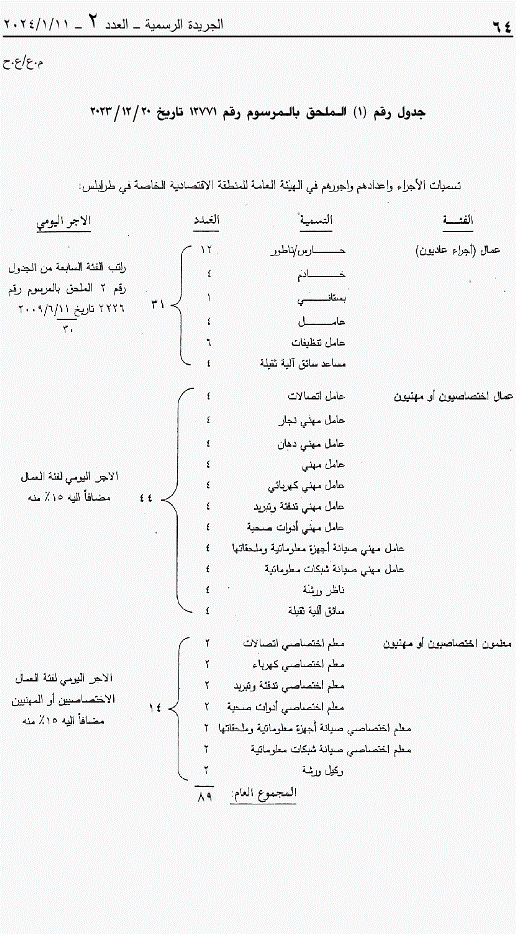 ٦٤ الجريدة الرسمية – العدد ٢ – ٢٠٢٤/١/١١
م.ع/ع.ح
جدول رقم (١) الملحق بالمرسوم رقم ١٢٧٧١ تاريخ ٢٠٢٣/١٢/٢٠
تسميات الأجراء واعدادهم واجورهم في الهيئة العامة للمنطقة الاقتصادية الخاصة في طرابلس:
الفئة التسمية العدد الاجر اليومي
عمال (أجراء عاديون) حارس/ناطور ١٢
خادم ٤
بستاني ١
عامل ٤
عامل تنظيفات ٦
مساعد سائق آلية ثقيلة ٤
٣١
راتب الفئة السابعة من الجدول
رقم ٢ الملحق بالمرسوم رقم
٢٢٢٦ تاريخ ٢٠٠٩/٦/١١
٣٠
عمال اختصاصيون أو مهنيون عامل اتصالات ٤
عامل مهني نجار ٤
عامل مهني دهان ٤
عامل مهني ٤
عامل مهني كهربائي ٤
عامل مهني تدفئة وتبريد ٤
عامل مهني أدوات صحية ٤
عامل مهني صيانة أجهزة معلوماتية وملحقاتها ٤
عامل مهني صيانة شبكات معلوماتية ٤
ناظر ورشة ٤
سائق آلية ثقيلة ٤
٤٤
الاجر اليومي لفئة العمال
مضافاً اليه ١٥٪ منه
معلمون اختصاصيون أو مهنيون معلم اختصاصي اتصالات ٢
معلم اختصاصي كهرباء ٢
معلم اختصاصي تدفئة وتبريد ٢
معلم اختصاصي أدوات صحية ٢
معلم اختصاصي صيانة أجهزة معلوماتية وملحقاتها ٢
معلم اختصاصي صيانة شبكات معلوماتية ٢
وكيل ورشة ٢
١٤
الاجر اليومي لفئة العمال
الاختصاصيين أو المهنيين
مضافاً اليه ١٥٪ منه
المجموع العام: ٨٩